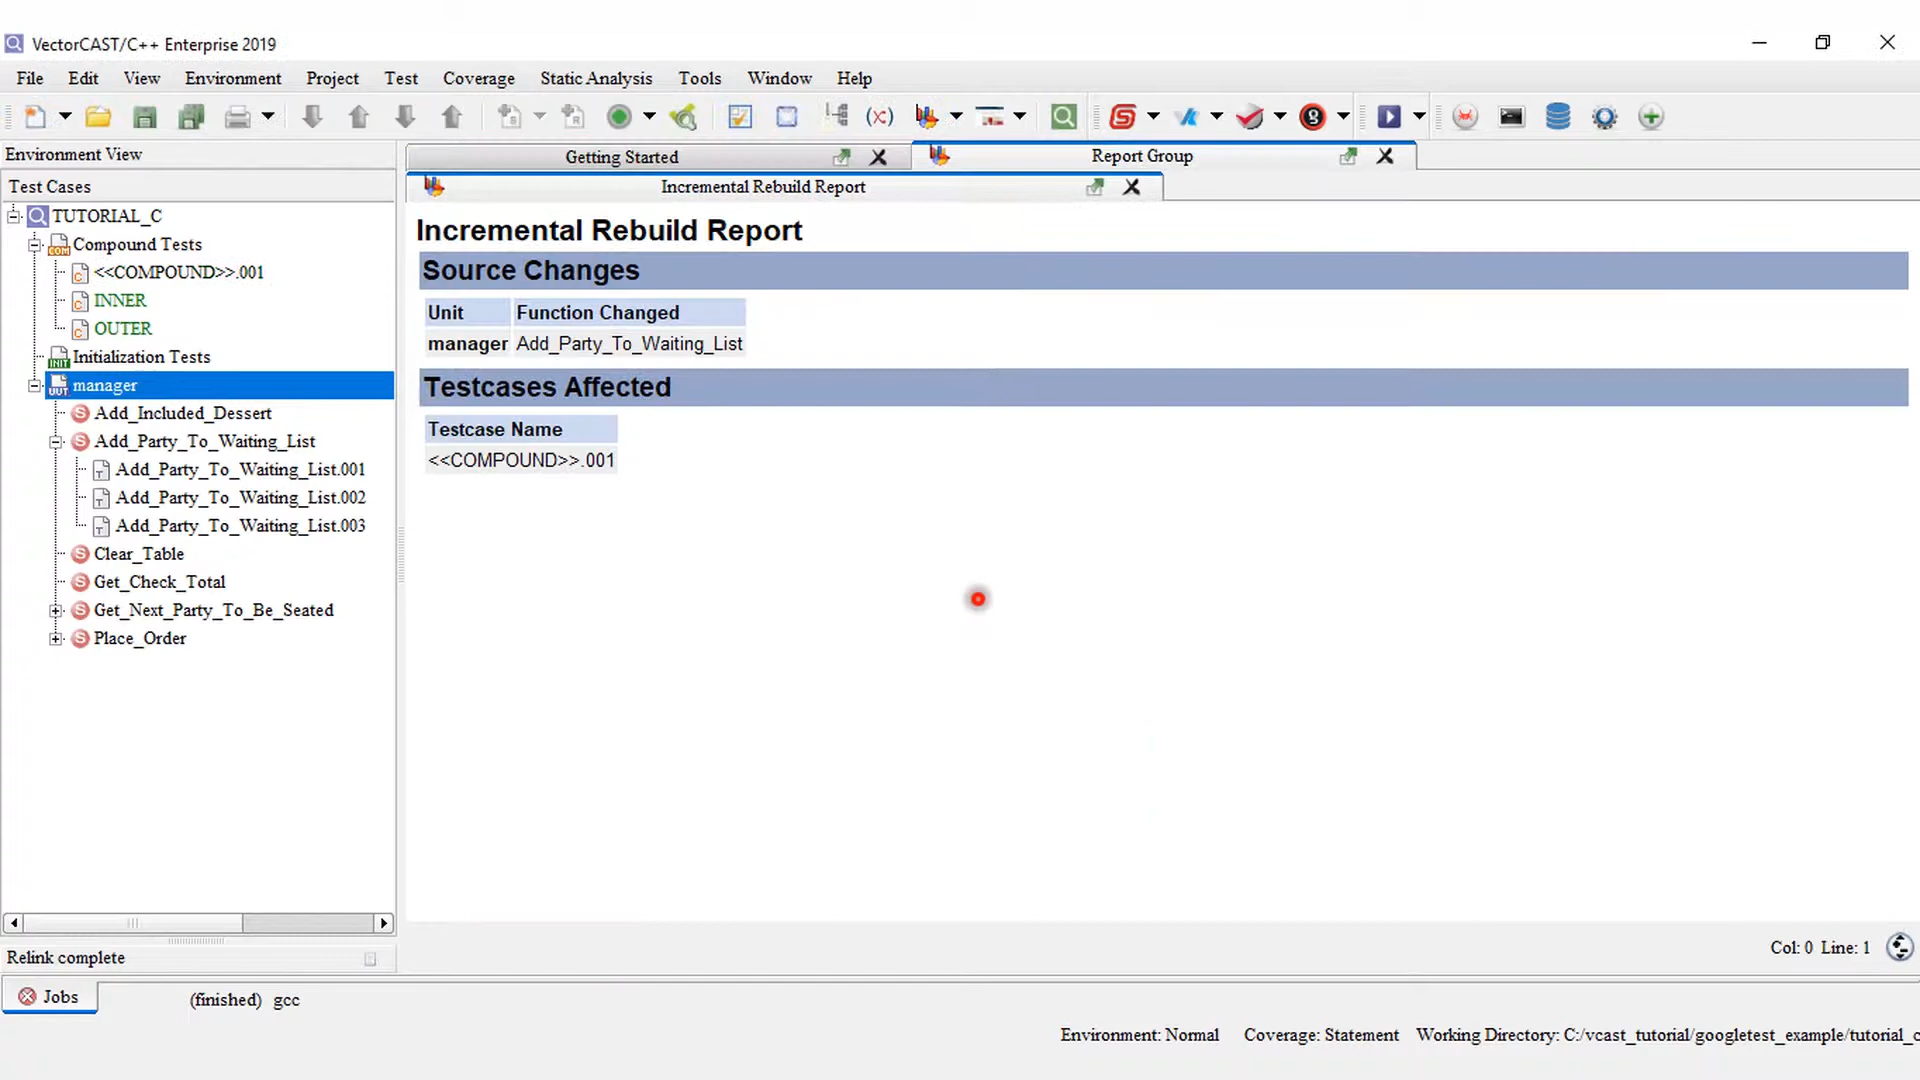 VectorCAST/C++ Enterprise 2019
File Edit View Environment Project Test Coverage Static Analysis Tools Window Help
Environment View
Getting Started
Report Group
Test Cases
Incremental Rebuild Report
TUTORIAL_C
Compound Tests
<<COMPOUND>>.001
INNER
OUTER
Initialization Tests
manager
Add_Included_Dessert
Add_Party_To_Waiting_List
Add_Party_To_Waiting_List.001
Add_Party_To_Waiting_List.002
Add_Party_To_Waiting_List.003
Clear_Table
Get_Check_Total
Get_Next_Party_To_Be_Seated
Place_Order
Incremental Rebuild Report
Source Changes
Unit Function Changed
manager Add_Party_To_Waiting_List
Testcases Affected
Testcase Name
<<COMPOUND>>.001
Col: 0 Line: 1
Relink complete
Jobs
(finished) gcc
Environment: Normal Coverage: Statement Working Directory: C:/vcast_tutorial/googletest_example/tutorial_c